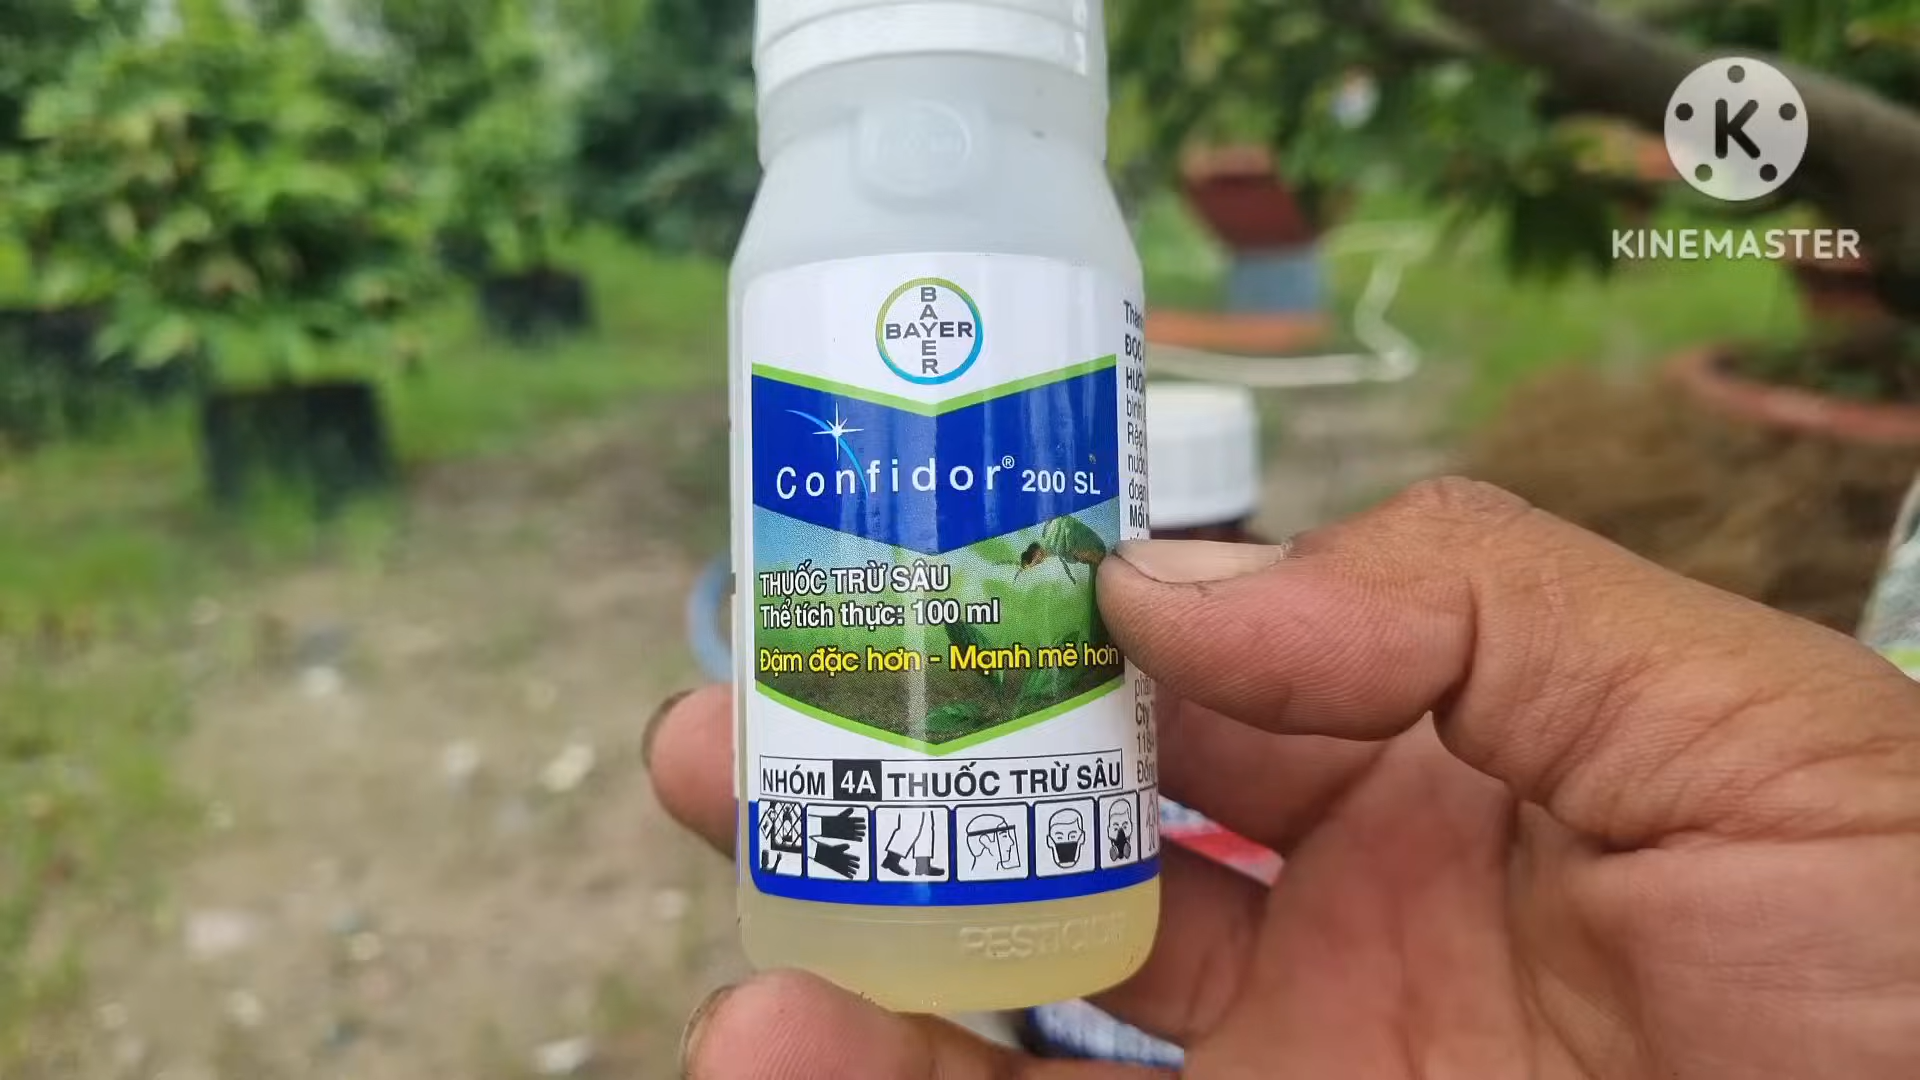 K
KINEMASTER
BAYER
BAYER
Confidor® 200 SL
THUỐC TRỪ SÂU
Thể tích thực: 100 ml
Đậm đặc hơn - Mạnh mẽ hơn
NHÓM 4A THUỐC TRỪ SÂU